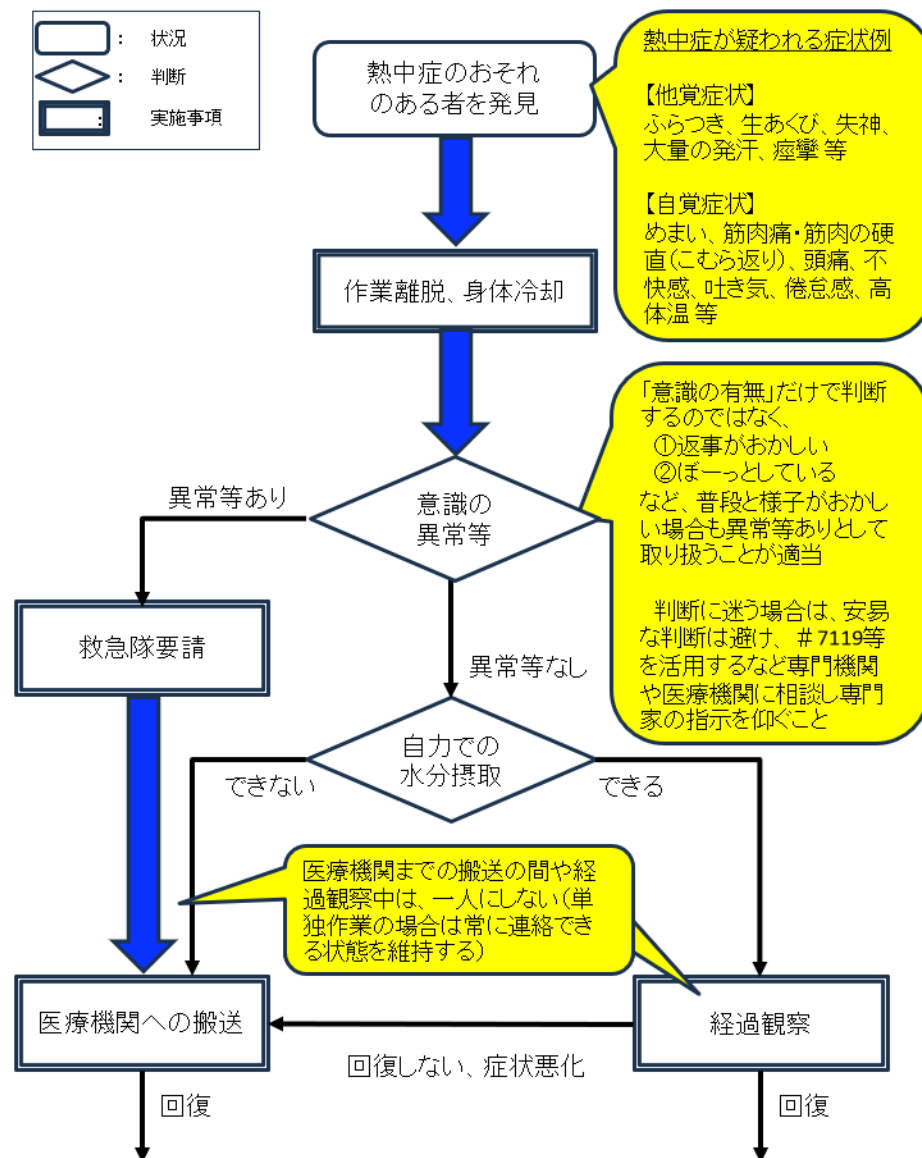 ： 状況
： 判断
： 実施事項
熱中症のおそれ
のある者を発見
熱中症が疑われる症状例
【他覚症状】
ふらつき、生あくび、失神、
大量の発汗、痙攣 等
【自覚症状】
めまい、筋肉痛・筋肉の硬
直（こむら返り）、頭痛、不
快感、吐き気、倦怠感、高
体温 等
作業離脱、身体冷却
「意識の有無」だけで判断
するのではなく、
①返事がおかしい
②ぼーっとしている
など、普段と様子がおかし
い場合も異常等ありとして
取り扱うことが適当
判断に迷う場合は、安易
な判断は避け、＃7119等
を活用するなど専門機関
や医療機関に相談し専門
家の指示を仰ぐこと
異常等あり
意識の
異常等
救急隊要請
異常等なし
自力での
水分摂取
できない
できる
医療機関までの搬送の間や経
過観察中は、一人にしない（単
独作業の場合は常に連絡でき
る状態を維持する）
医療機関への搬送
経過観察
回復しない、症状悪化
回復
回復